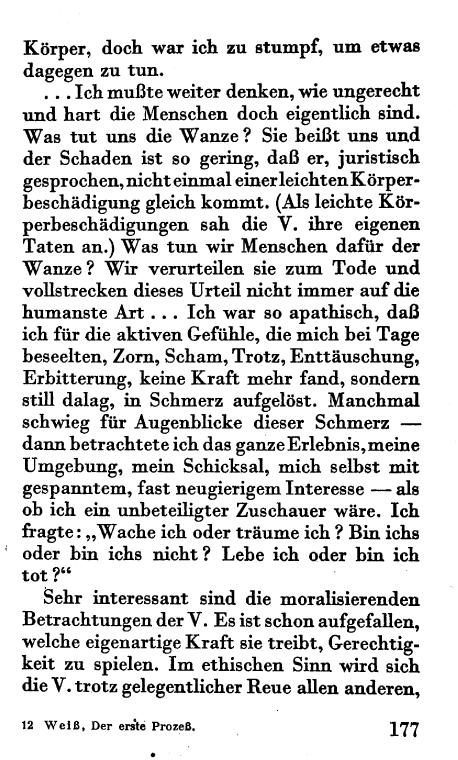 Körper, doch war ich zu stumpf, um etwas
dagegen zu tun.
. . . Ich mußte weiter denken, wie ungerecht
und hart die Menschen doch eigentlich sind.
Was tut uns die Wanze? Sie beißt uns und
der Schaden ist so gering, daß er, juristisch
gesprochen, nicht einmal einer leichten Körper-
beschädigung gleich kommt. (Als leichte Kör-
perbeschädigungen sah die V. ihre eigenen
Taten an.) Was tun wir Menschen dafür der
Wanze? Wir verurteilen sie zum Tode und
vollstrecken dieses Urteil nicht immer auf die
humanste Art . . . Ich war so apathisch, daß
ich für die aktiven Gefühle, die mich bei Tage
beseelten, Zorn, Scham, Trotz, Enttäuschung,
Erbitterung, keine Kraft mehr fand, sondern
still dalag, in Schmerz aufgelöst. Manchmal
schwieg für Augenblicke dieser Schmerz —
dann betrachtete ich das ganze Erlebnis, meine
Umgebung, mein Schicksal, mich selbst mit
gespanntem, fast neugierigem Interesse — als
ob ich ein unbeteiligter Zuschauer wäre. Ich
fragte: „Wache ich oder träume ich? Bin ichs
oder bin ichs nicht? Lebe ich oder bin ich
tot?“
Sehr interessant sind die moralisierenden
Betrachtungen der V. Es ist schon aufgefallen,
welche eigenartige Kraft sie treibt, Gerechtig-
keit zu spielen. Im ethischen Sinn wird sich
die V. trotz gelegentlicher Reue allen anderen,
12 Weiß, Der erste Prozeß.
177